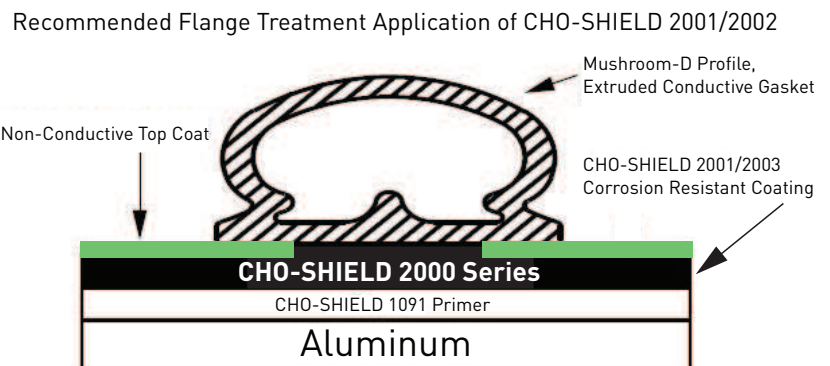 Recommended Flange Treatment Application of CHO-SHIELD 2001/2002
Mushroom-D Profile,
Extruded Conductive Gasket
Non-Conductive Top Coat
CHO-SHIELD 2001/2003
Corrosion Resistant Coating
CHO-SHIELD 2000 Series
CHO-SHIELD 1091 Primer
Aluminum